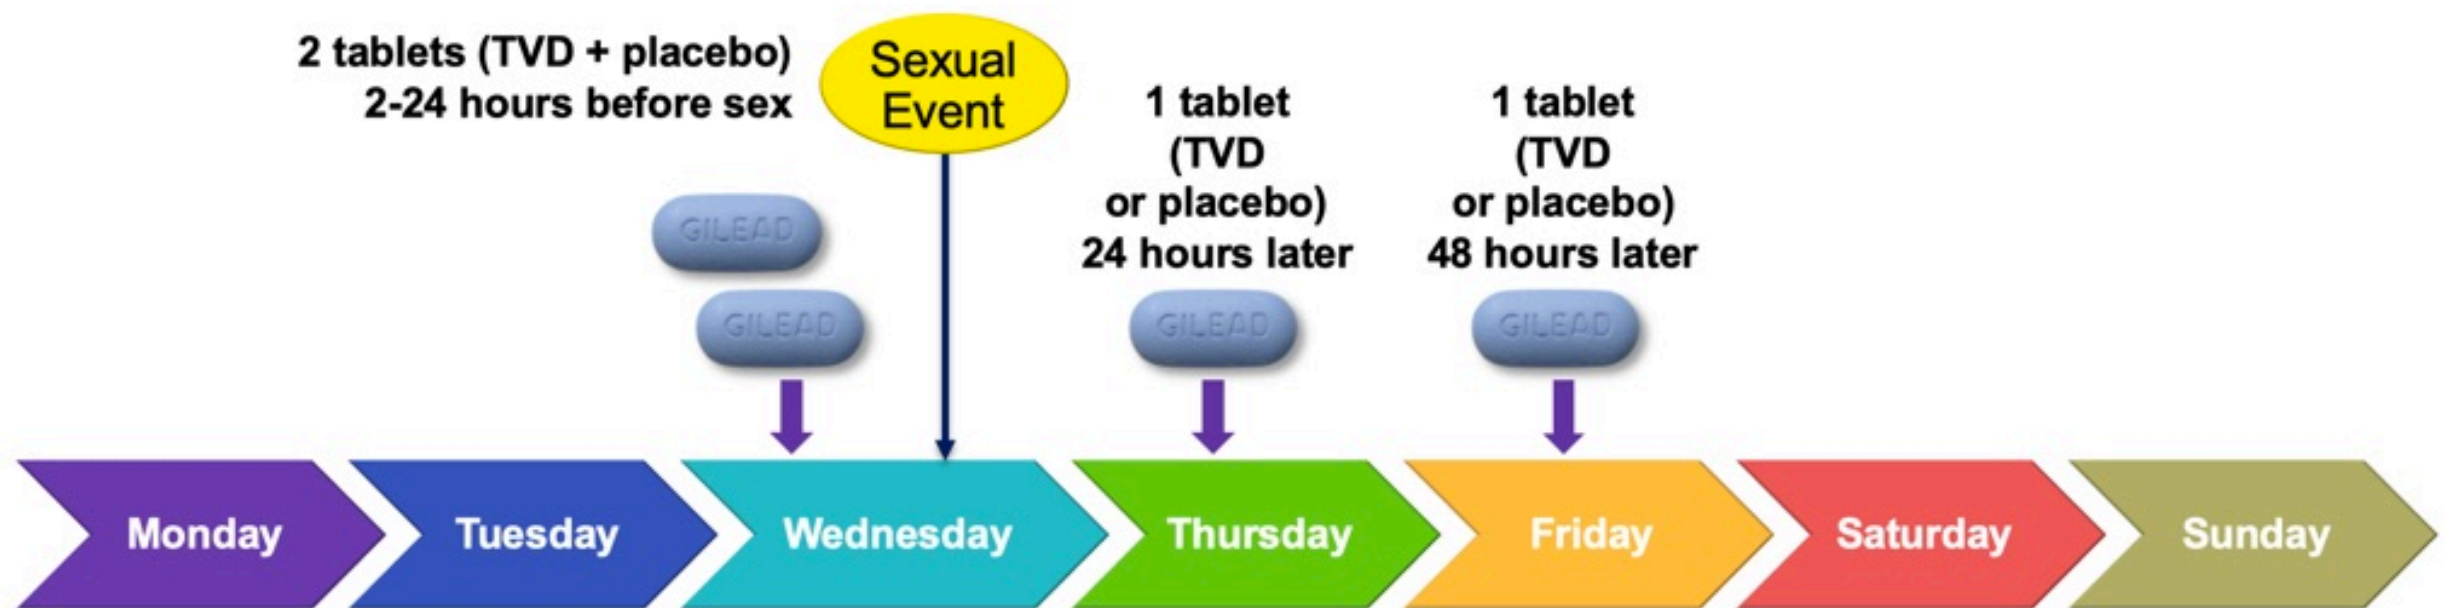 2 tablets (TVD + placebo)
2-24 hours before sex
Sexual
Event
1 tablet
(TVD
or placebo)
24 hours later
1 tablet
(TVD
or placebo)
48 hours later
GILEAD
GILEAD
GILEAD
GILEAD
Monday
Tuesday
Wednesday
Thursday
Friday
Saturday
Sunday